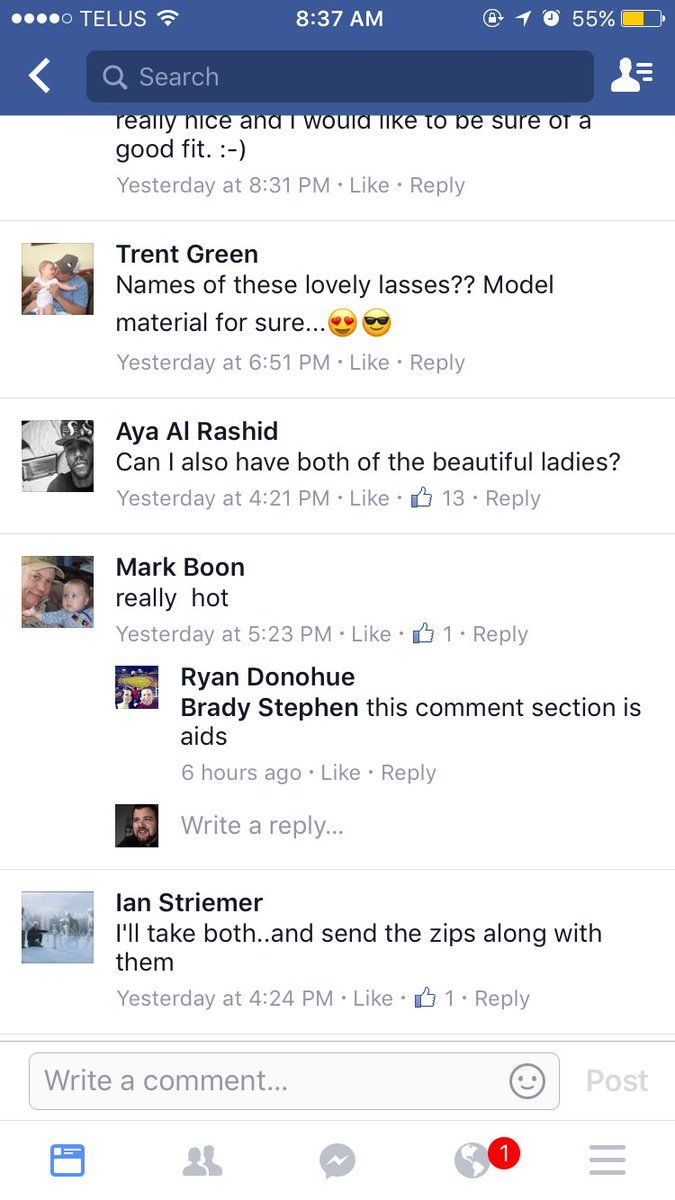 TELUS 8:37 AM 55%
Search
really nice and I would like to be sure of a
good fit. :-)
Yesterday at 8:31 PM · Like · Reply
Trent Green
Names of these lovely lasses?? Model
material for sure...😍😎
Yesterday at 6:51 PM · Like · Reply
Aya Al Rashid
Can I also have both of the beautiful ladies?
Yesterday at 4:21 PM · Like · 13 · Reply
Mark Boon
really  hot
Yesterday at 5:23 PM · Like · 1 · Reply
Ryan Donohue
Brady Stephen this comment section is
aids
6 hours ago · Like · Reply
Write a reply...
Ian Striemer
I'll take both..and send the zips along with
them
Yesterday at 4:24 PM · Like · 1 · Reply
Write a comment... Post
1